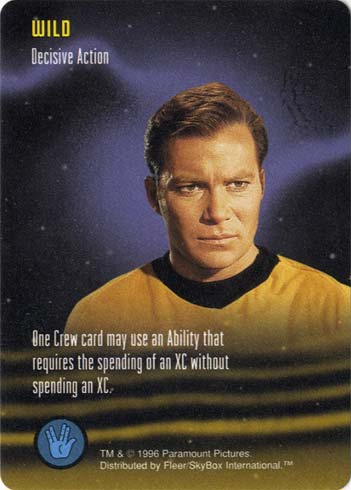 WILD
Decisive Action
One Crew card may use an Ability that
requires the spending of an XC without
spending an XC.
TM & © 1996 Paramount Pictures.
Distributed by Fleer/SkyBox International.™